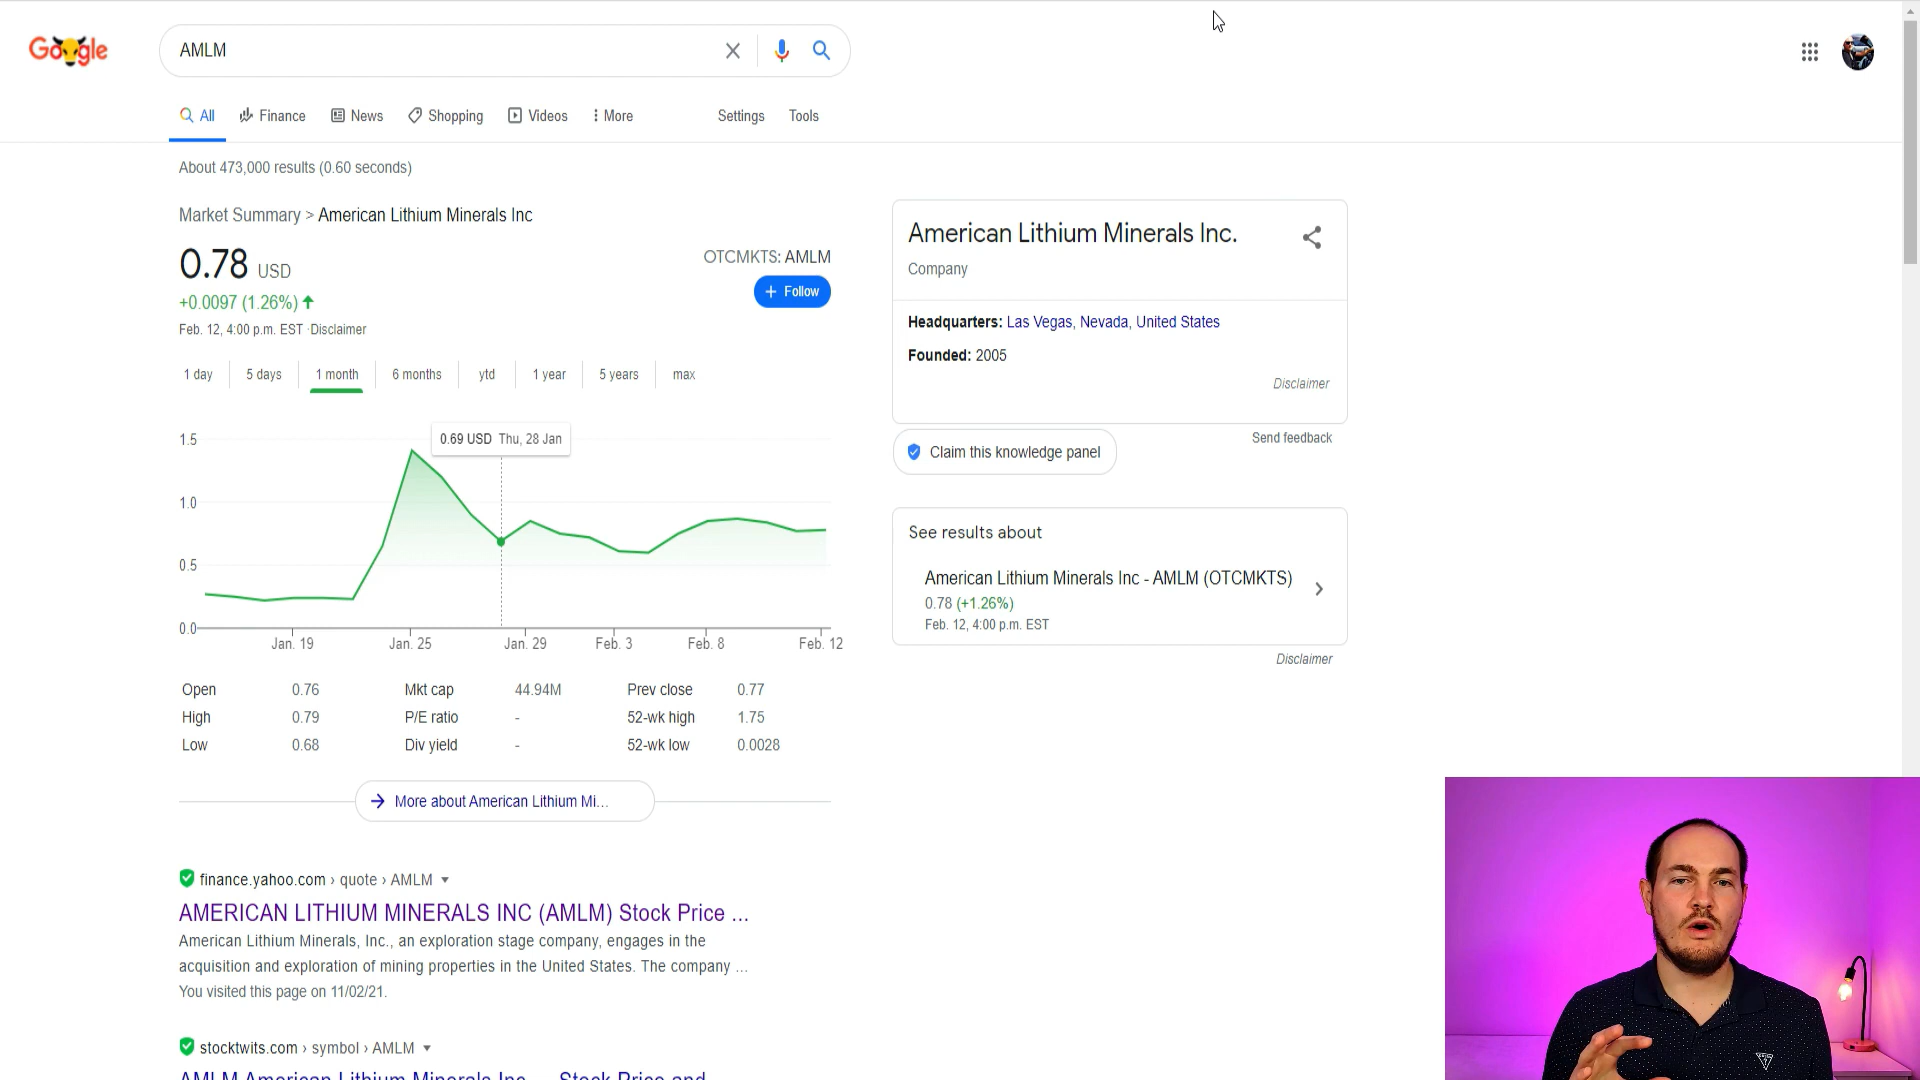 Google
AMLM
All
Finance
News
Shopping
Videos
More
Settings
Tools
About 473,000 results (0.60 seconds)
Market Summary > American Lithium Minerals Inc
0.78 USD
OTCMKTS: AMLM
+0.0097 (1.26%)
Follow
Feb. 12, 4:00 p.m. EST · Disclaimer
1 day
5 days
1 month
6 months
ytd
1 year
5 years
max
0.69 USD Thu, 28 Jan
1.5
1.0
0.5
0.0
Jan. 19
Jan. 25
Jan. 29
Feb. 3
Feb. 8
Feb. 12
Open 0.76 Mkt cap 44.94M Prev close 0.77
High 0.79 P/E ratio - 52-wk high 1.75
Low 0.68 Div yield - 52-wk low 0.0028
More about American Lithium Mi...
finance.yahoo.com › quote › AMLM
AMERICAN LITHIUM MINERALS INC (AMLM) Stock Price ...
American Lithium Minerals, Inc., an exploration stage company, engages in the
acquisition and exploration of mining properties in the United States. The company ...
You visited this page on 11/02/21.
stocktwits.com › symbol › AMLM
AMLM American Lithium Minerals Inc. — Stock Price and
American Lithium Minerals Inc.
Company
Headquarters: Las Vegas, Nevada, United States
Founded: 2005
Disclaimer
Send feedback
Claim this knowledge panel
See results about
American Lithium Minerals Inc - AMLM (OTCMKTS)
0.78 (+1.26%)
Feb. 12, 4:00 p.m. EST
Disclaimer